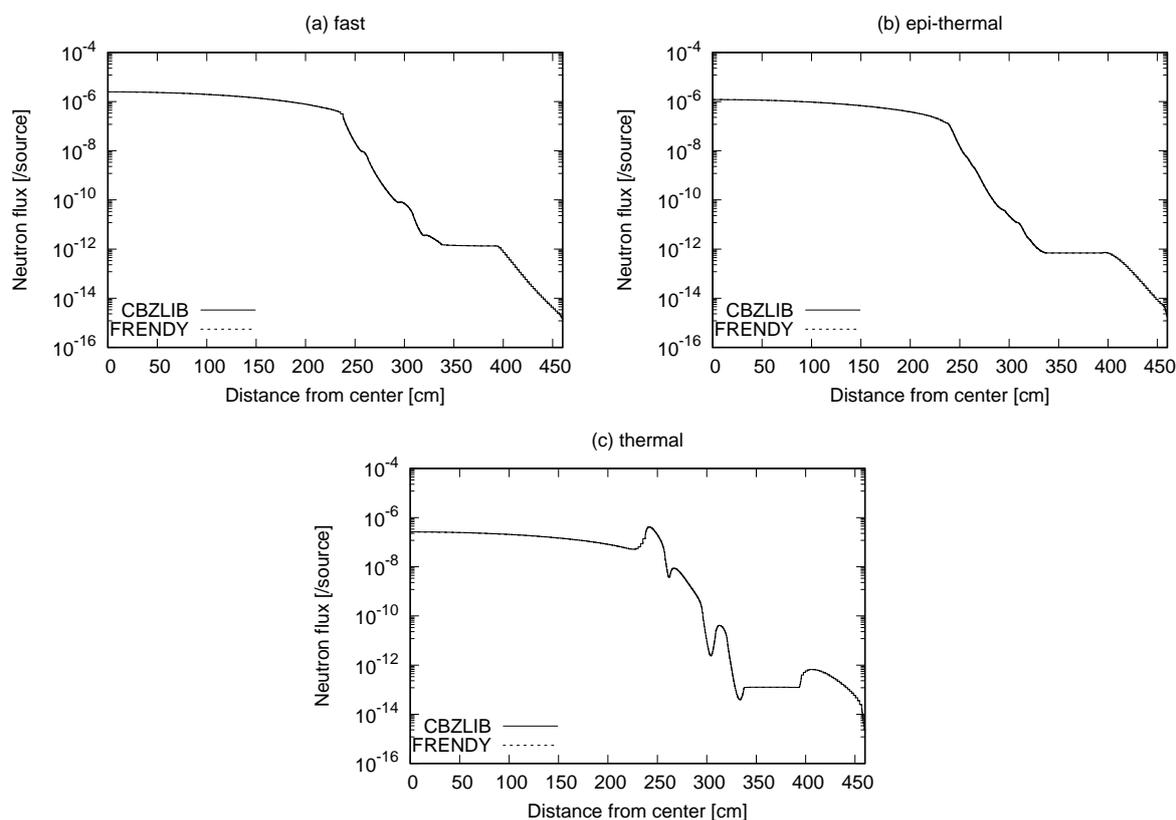 (a) fast
Neutron flux [/source]
10^-4
10^-6
10^-8
10^-10
10^-12
10^-14
10^-16
CBZLIB
FRENDY
0 50 100 150 200 250 300 350 400 450
Distance from center [cm]
(b) epi-thermal
Neutron flux [/source]
10^-4
10^-6
10^-8
10^-10
10^-12
10^-14
10^-16
CBZLIB
FRENDY
0 50 100 150 200 250 300 350 400 450
Distance from center [cm]
(c) thermal
Neutron flux [/source]
10^-4
10^-6
10^-8
10^-10
10^-12
10^-14
10^-16
CBZLIB
FRENDY
0 50 100 150 200 250 300 350 400 450
Distance from center [cm]